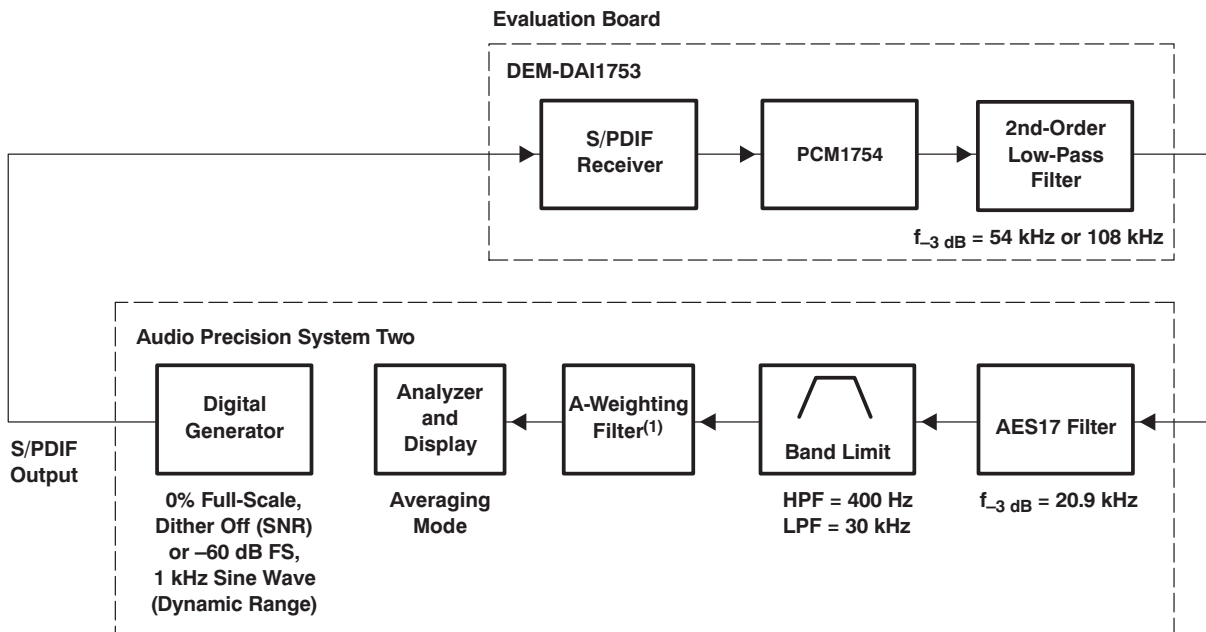 Evaluation Board
DEM-DAI1753
S/PDIF
Receiver
PCM1754
2nd-Order
Low-Pass
Filter
f–3 dB = 54 kHz or 108 kHz
Audio Precision System Two
Digital
Generator
Analyzer
and
Display
A-Weighting
Filter(1)
Band Limit
AES17 Filter
S/PDIF
Output
0% Full-Scale,
Dither Off (SNR)
or –60 dB FS,
1 kHz Sine Wave
(Dynamic Range)
Averaging
Mode
HPF = 400 Hz
LPF = 30 kHz
f–3 dB = 20.9 kHz